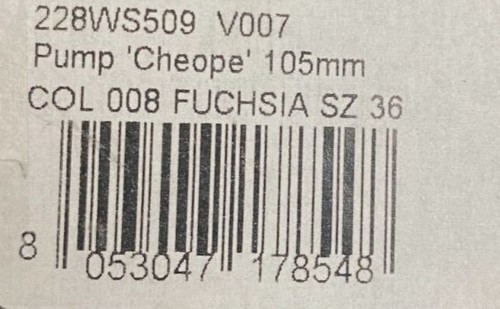 228WS509 V007
Pump 'Cheope' 105mm
COL 008 FUCHSIA SZ 36
8 053047 178548